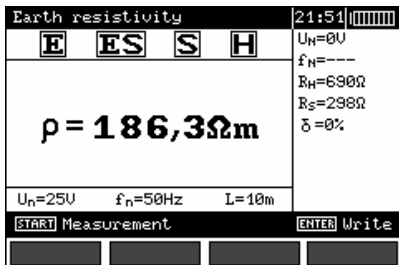 Earth resistivity 21:51
E ES S H
U_N=0V
f_N=---
R_H=690Ω
R_S=298Ω
δ=0%
ρ=186,3Ωm
U_n=25V f_n=50Hz L=10m
START Measurement ENTER Write